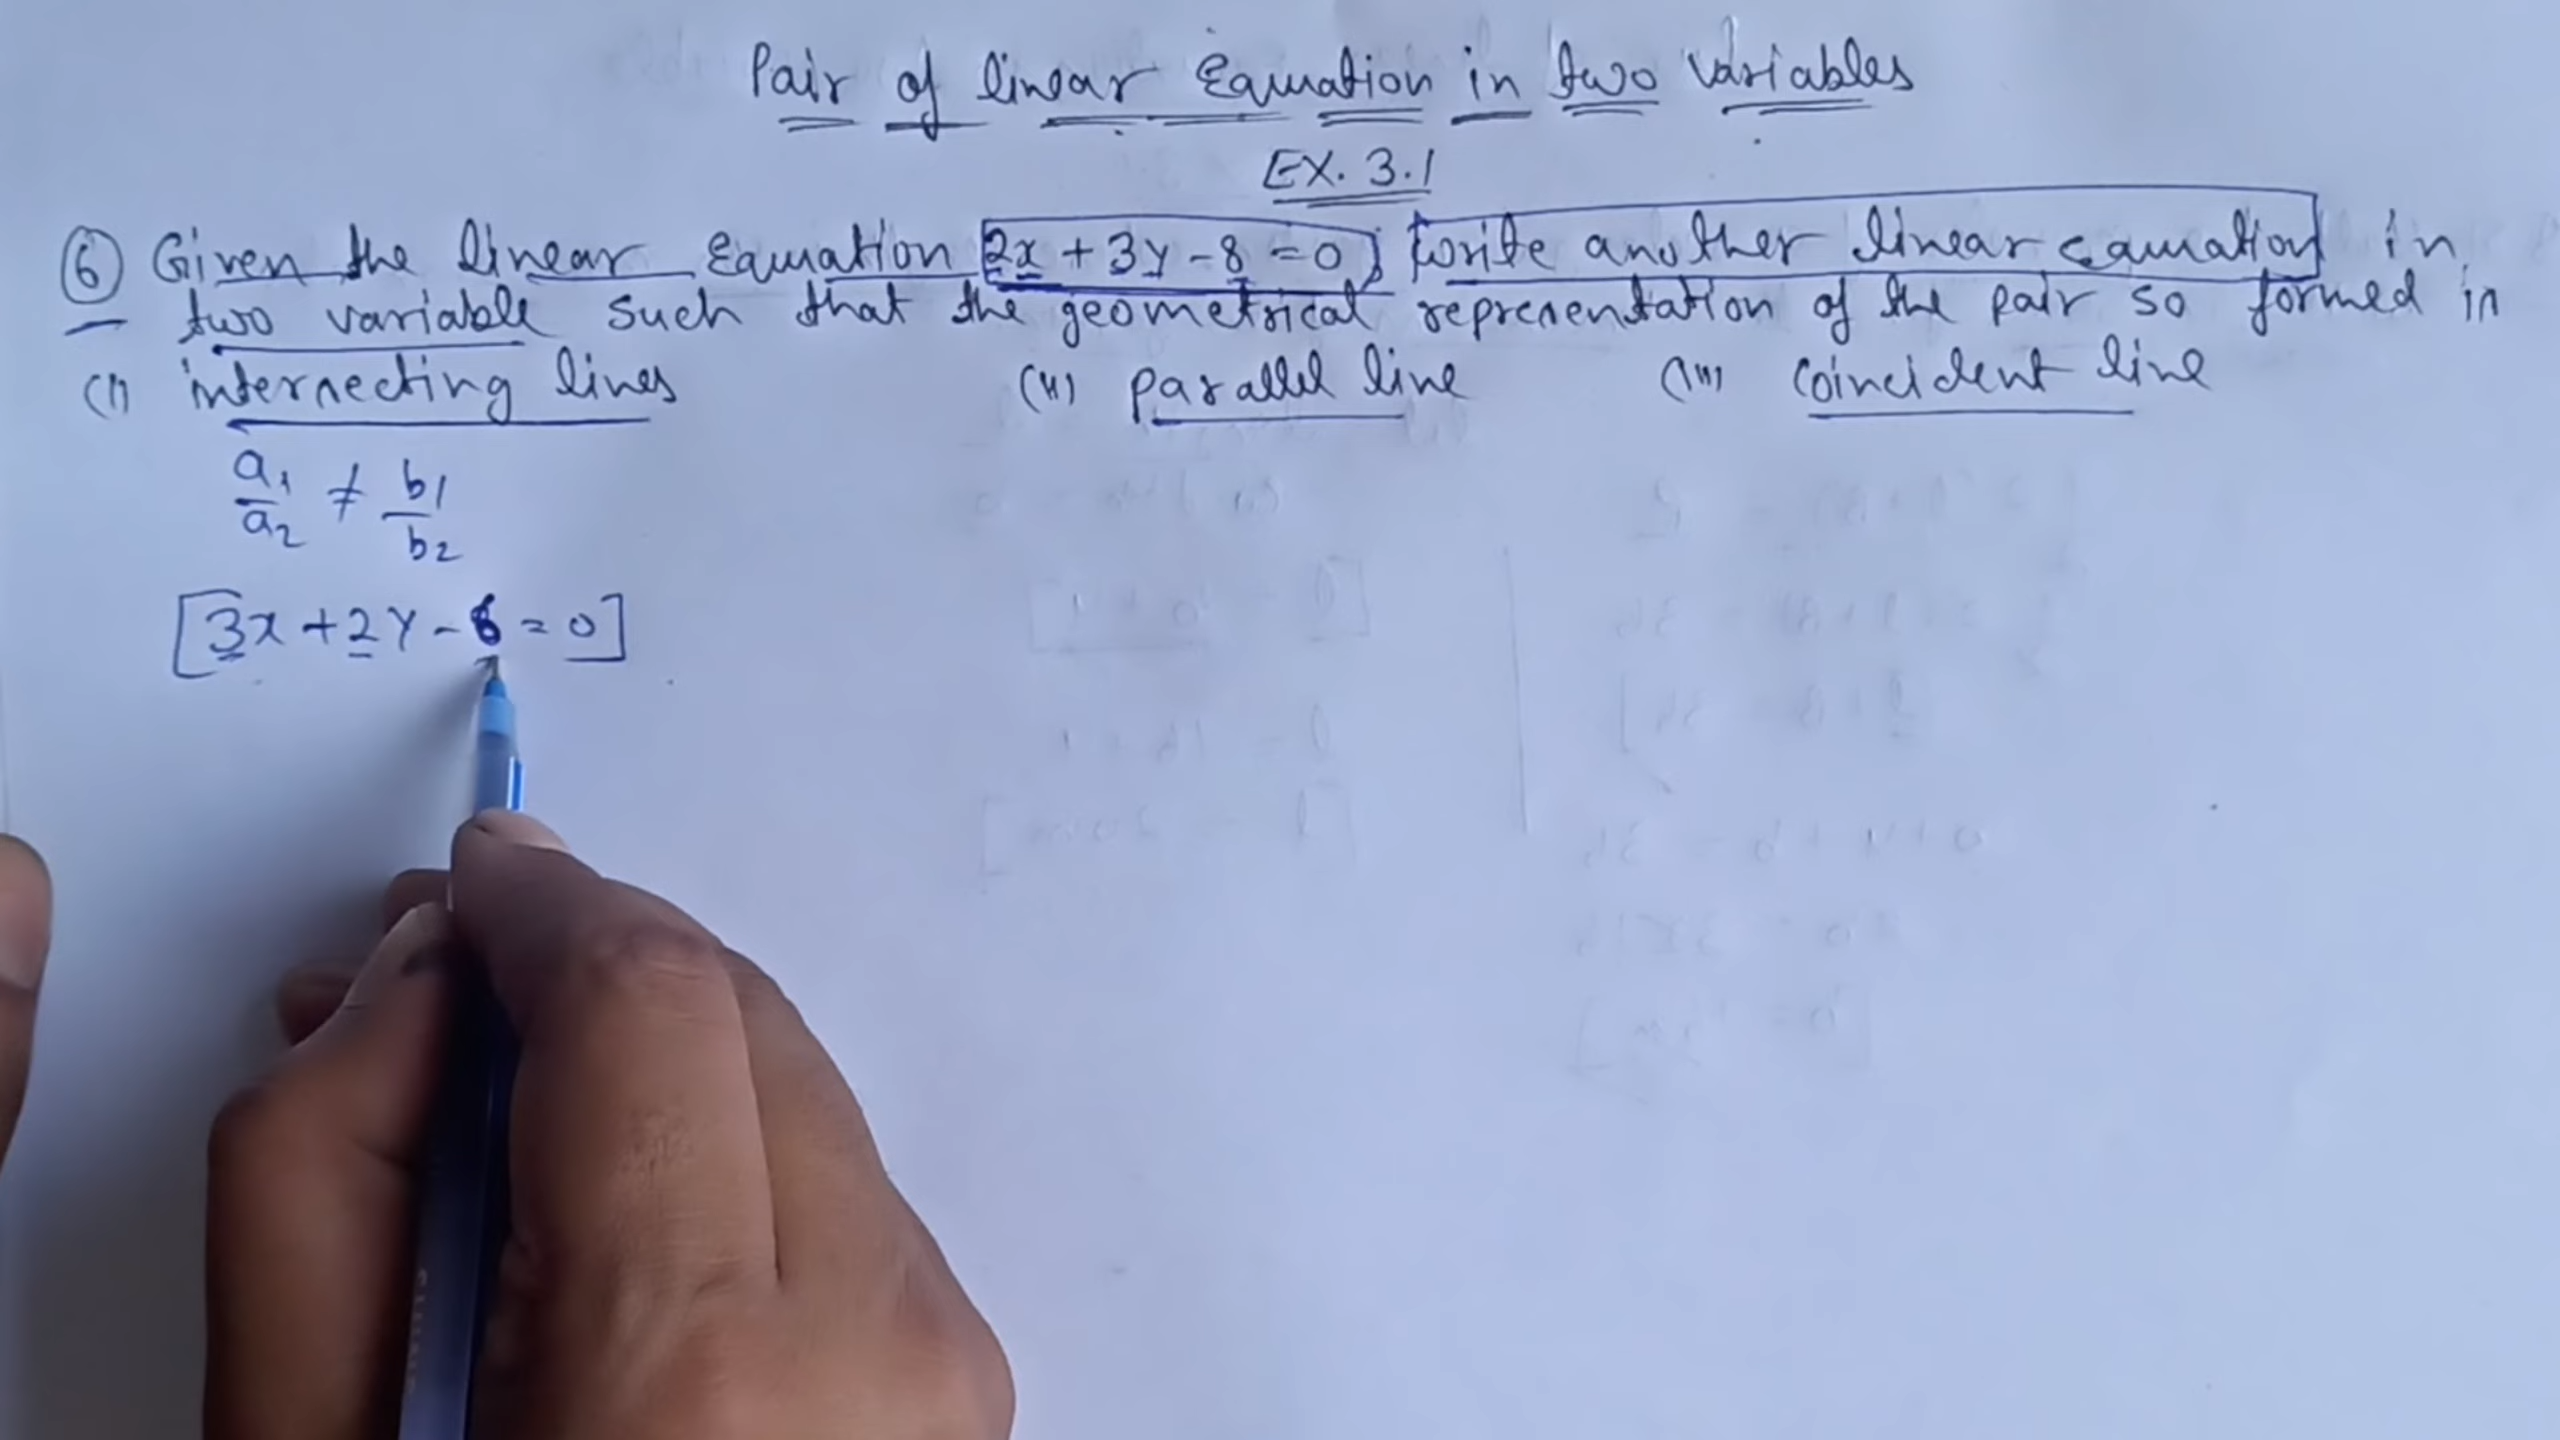 Pair of linear Equation in two variables
EX. 3.1
6 Given the linear Equation 2x + 3y - 8 = 0, write another linear equation in
two variable such that the geometrical representation of the pair so formed in
(i) intersecting lines (ii) parallel line (iii) Coincident line
a1/a2 ≠ b1/b2
[3x + 2y - 6 = 0]